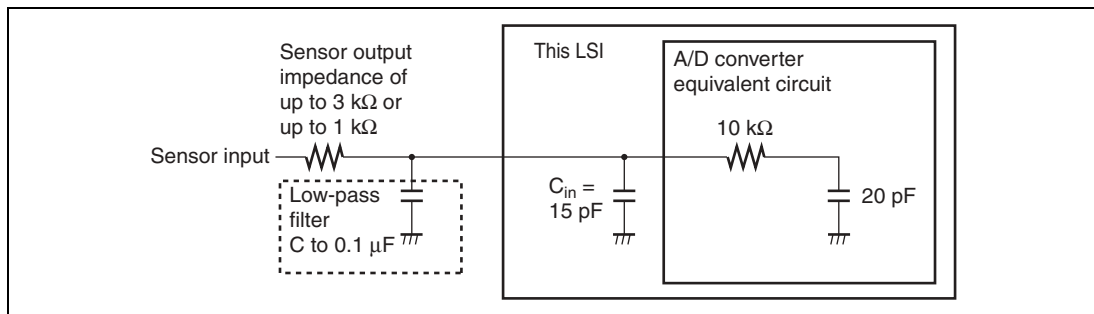 Sensor output
impedance of
up to 3 kΩ or
up to 1 kΩ
Sensor input
Low-pass
filter
C to 0.1 μF
This LSI
Cin =
15 pF
A/D converter
equivalent circuit
10 kΩ
20 pF